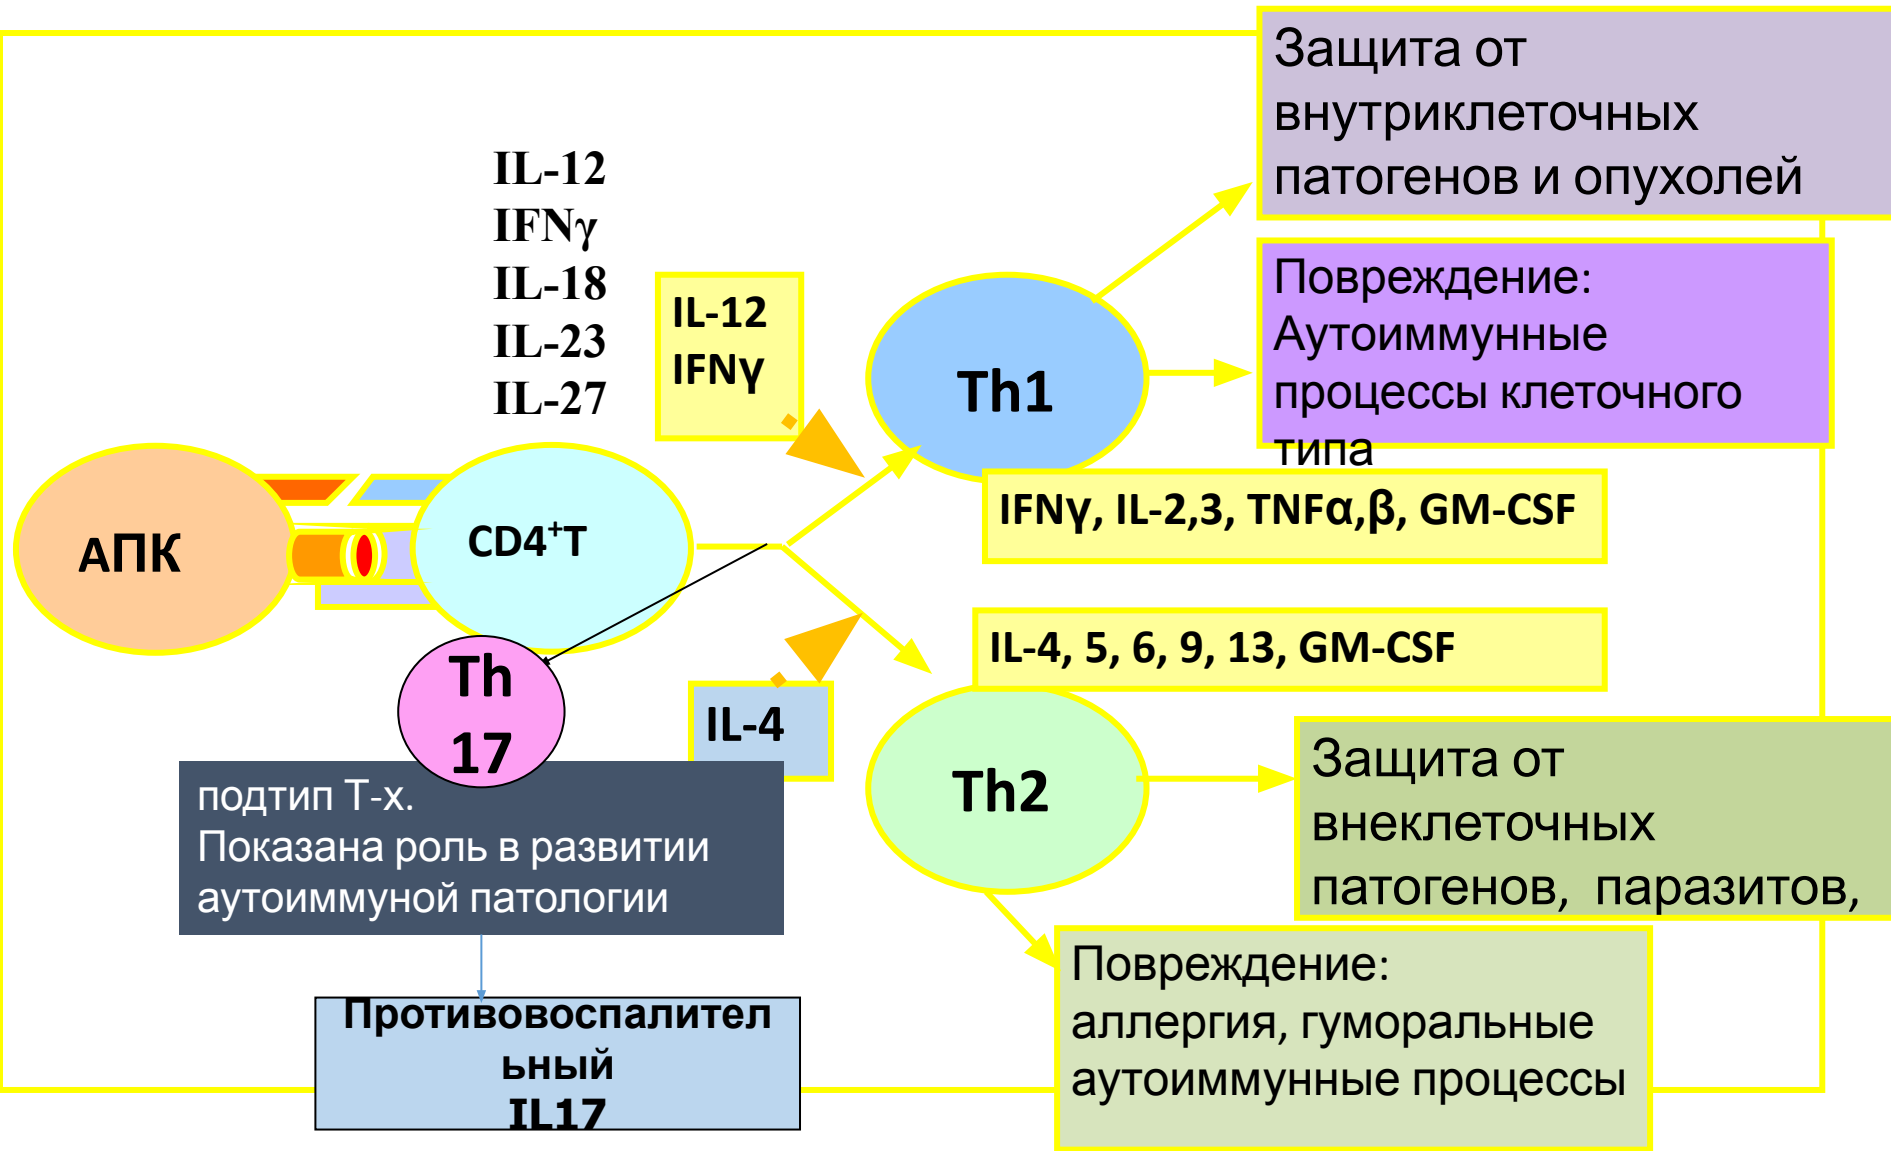 Защита от
внутриклеточных
патогенов и опухолей
IL-12
IFNγ
IL-18
IL-23
IL-27
IL-12
IFNγ
Th1
Повреждение:
Аутоиммунные
процессы клеточного
типа
IFNγ, IL-2,3, TNFα,β, GM-CSF
АПК
CD4⁺T
IL-4, 5, 6, 9, 13, GM-CSF
Th
17
IL-4
Th2
Защита от
внеклеточных
патогенов, паразитов,
подтип Т-х.
Показана роль в развитии
аутоиммуной патологии
Повреждение:
аллергия, гуморальные
аутоиммунные процессы
Противовоспалител
ьный
IL17